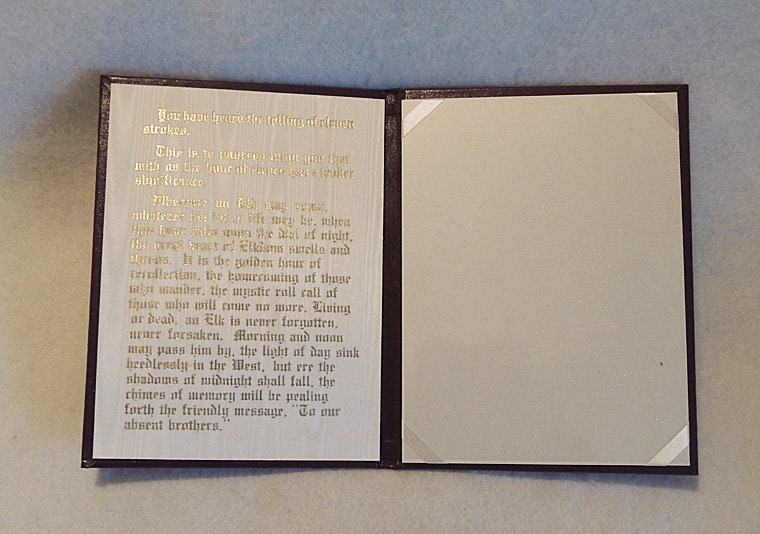 You have heard the tolling of eleven
strokes.
This is to impress upon you that
with us the hour of eleven has a tender
significance.
Wherever an Elk may roam,
whatever his lot in life may be, when
this hour falls upon the dial of night,
the great heart of Elkdom swells and
throbs. It is the golden hour of
recollection, the homecoming of those
who wander, the mystic roll call of
those who will come no more. Living
or dead, an Elk is never forgotten,
never forsaken. Morning and noon
may pass him by, the light of day sink
heedlessly in the West, but ere the
shadows of midnight shall fall, the
chimes of memory will be pealing
forth the friendly message, "To our
absent brothers."